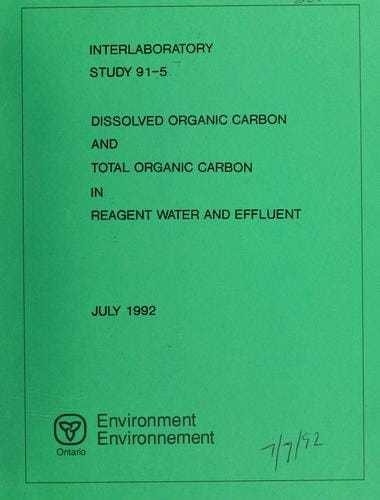 INTERLABORATORY
STUDY 91-5
DISSOLVED ORGANIC CARBON
AND
TOTAL ORGANIC CARBON
IN
REAGENT WATER AND EFFLUENT
JULY 1992
Environment
Environnement
Ontario
7/7/92